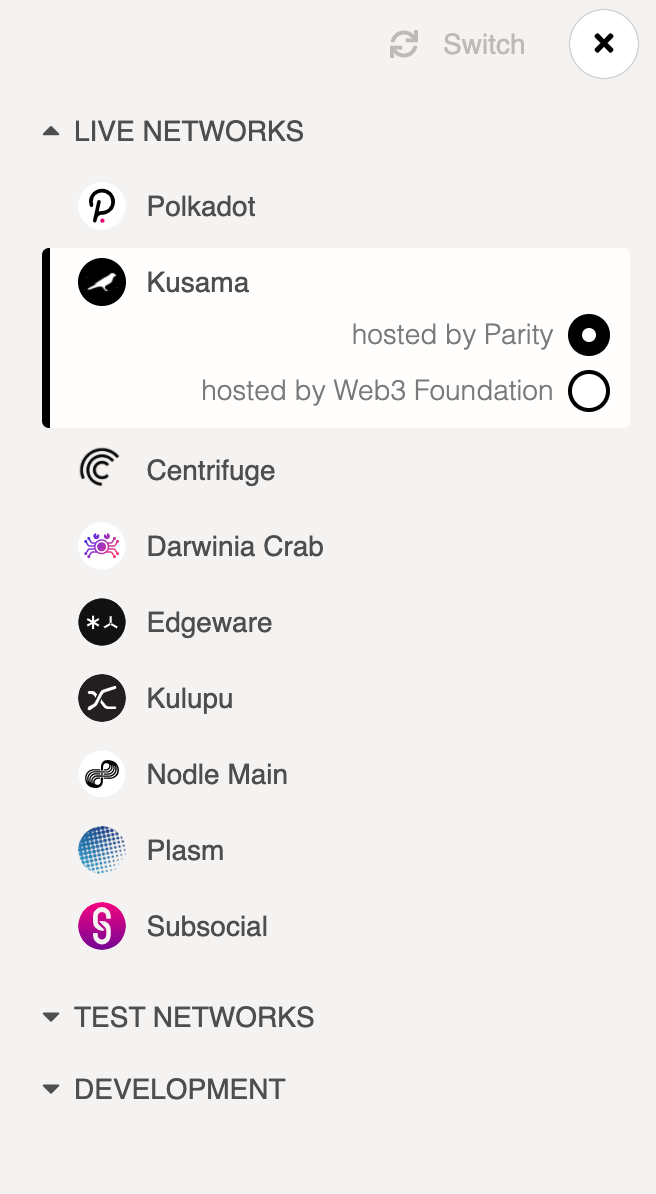 Switch
LIVE NETWORKS
Polkadot
Kusama
hosted by Parity
hosted by Web3 Foundation
Centrifuge
Darwinia Crab
Edgeware
Kulupu
Nodle Main
Plasm
Subsocial
TEST NETWORKS
DEVELOPMENT